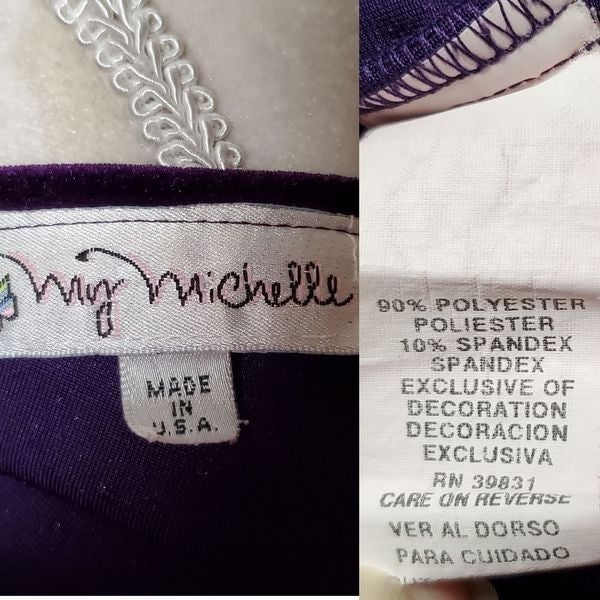 My Michelle
MADE
IN
U.S.A.
90% POLYESTER
POLIESTER
10% SPANDEX
SPANDEX
EXCLUSIVE OF
DECORATION
DECORACION
EXCLUSIVA
RN 39831
CARE ON REVERSE
VER AL DORSO
PARA CUIDADO